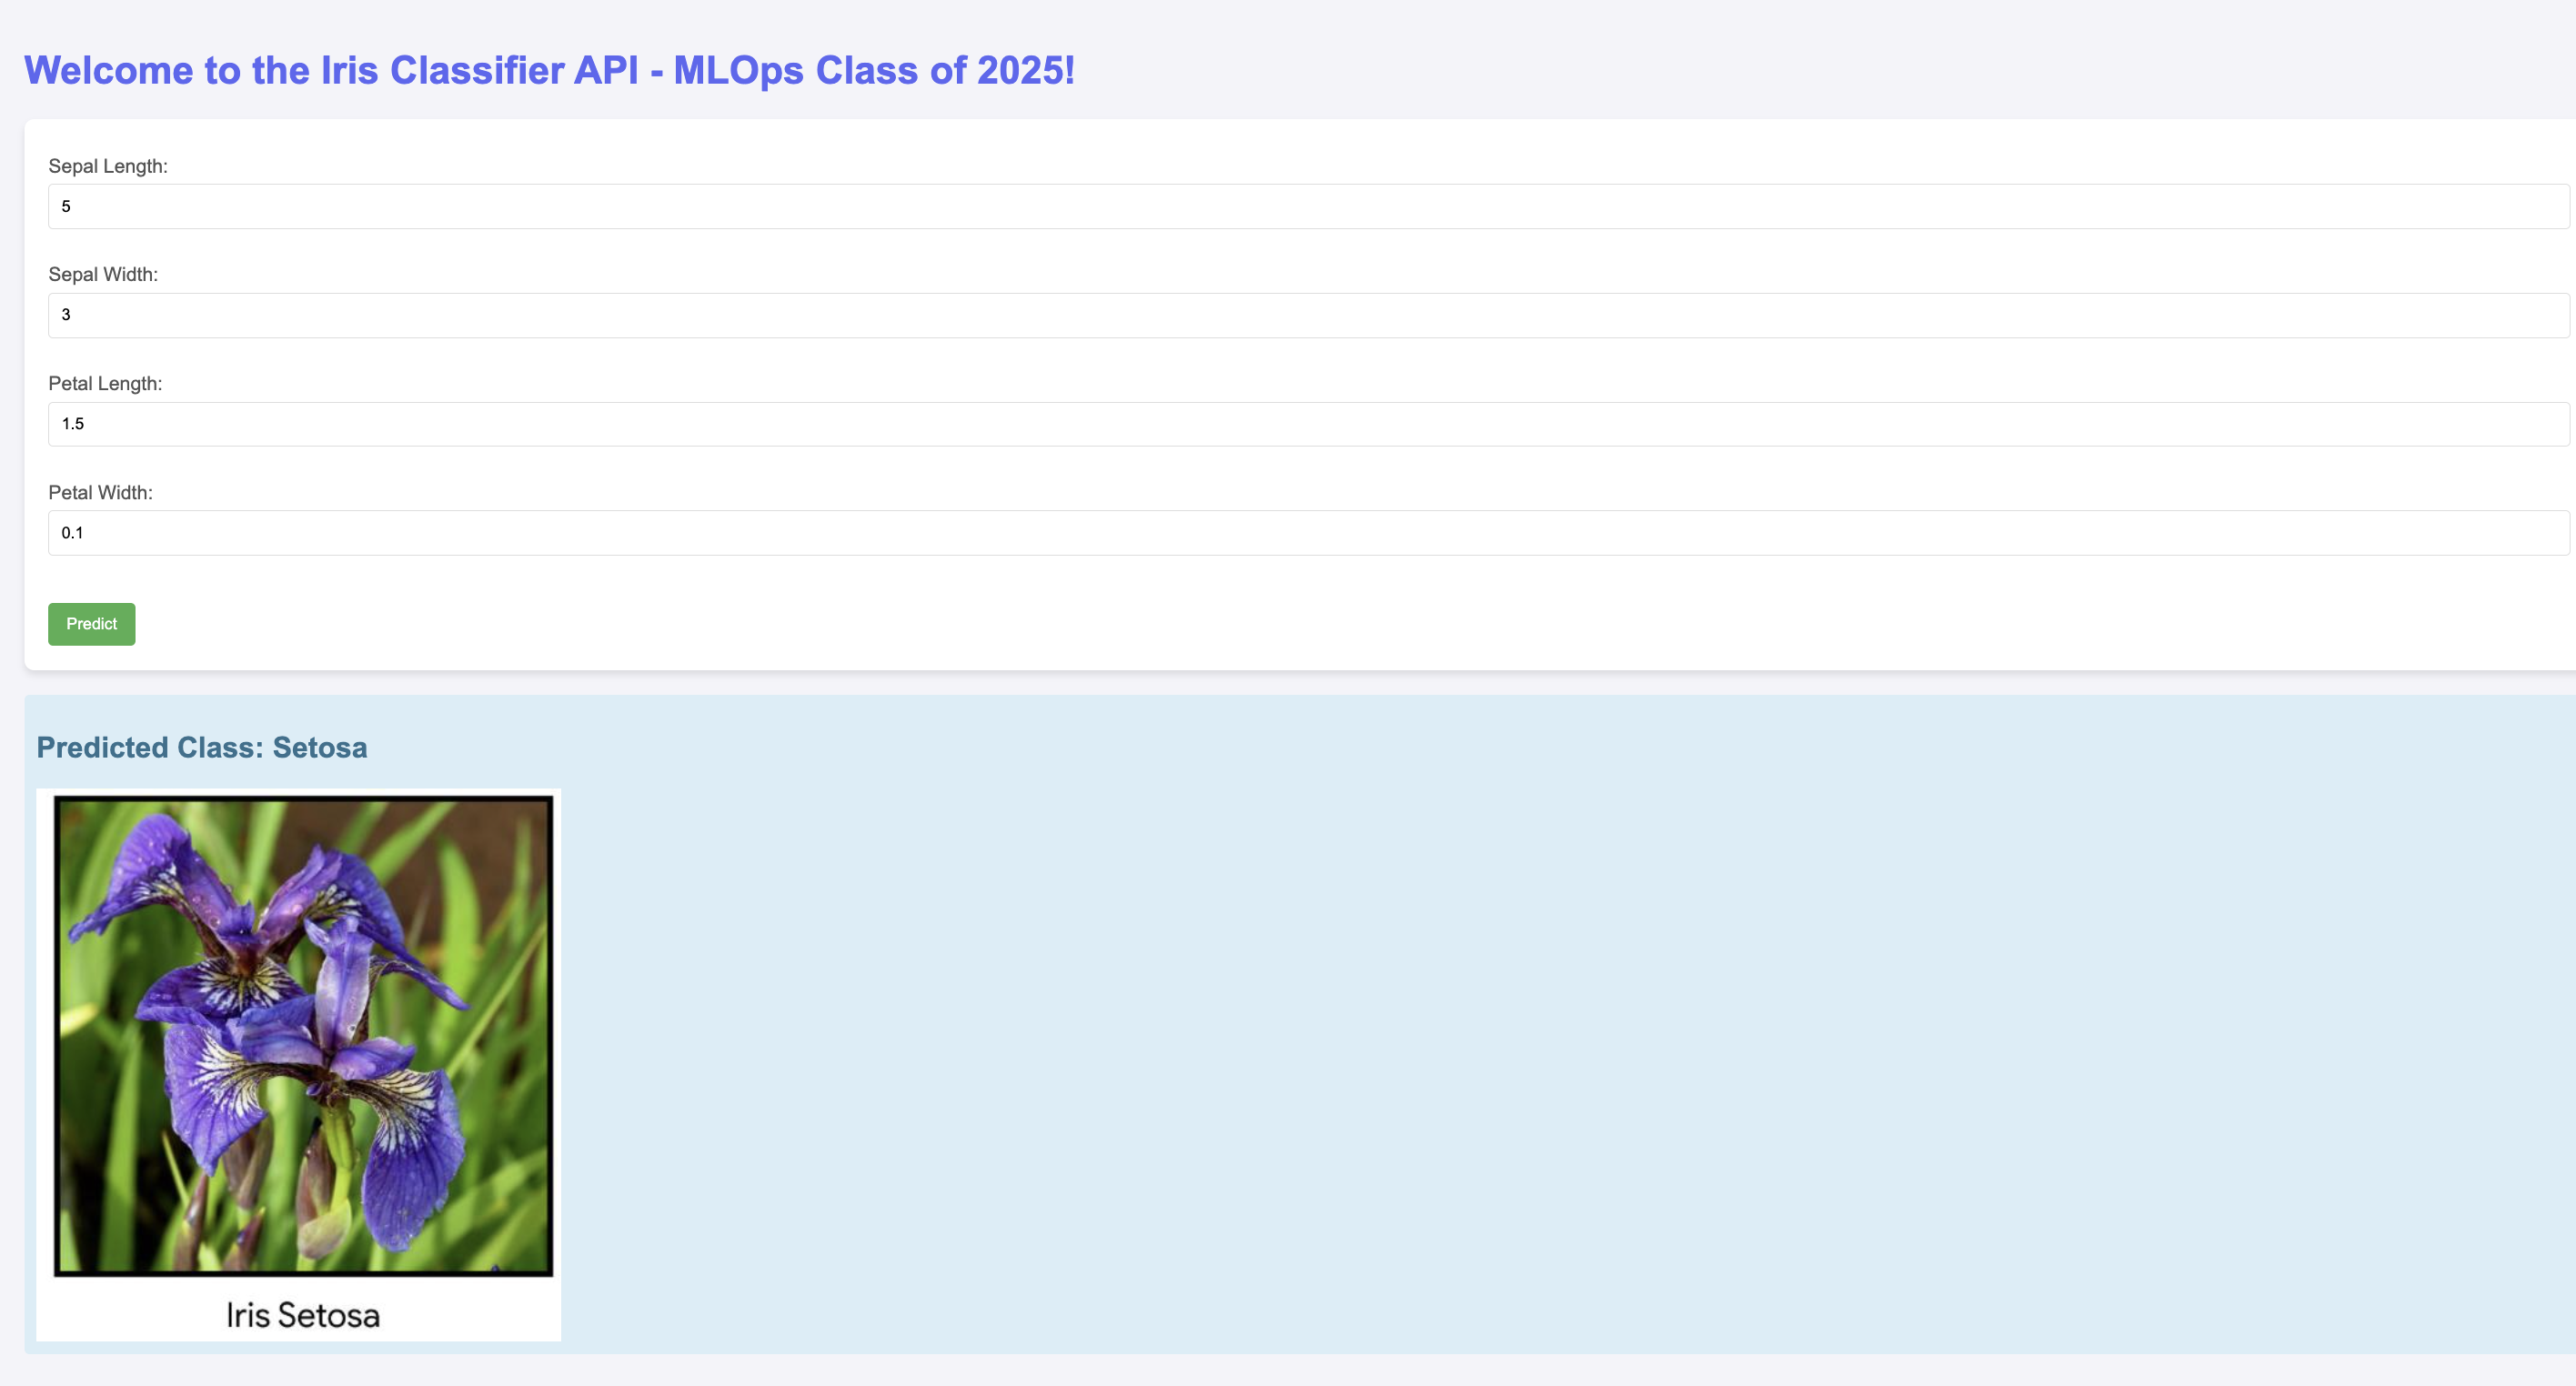 Welcome to the Iris Classifier API - MLOps Class of 2025!
Sepal Length:
5
Sepal Width:
3
Petal Length:
1.5
Petal Width:
0.1
Predict
Predicted Class: Setosa
Iris Setosa